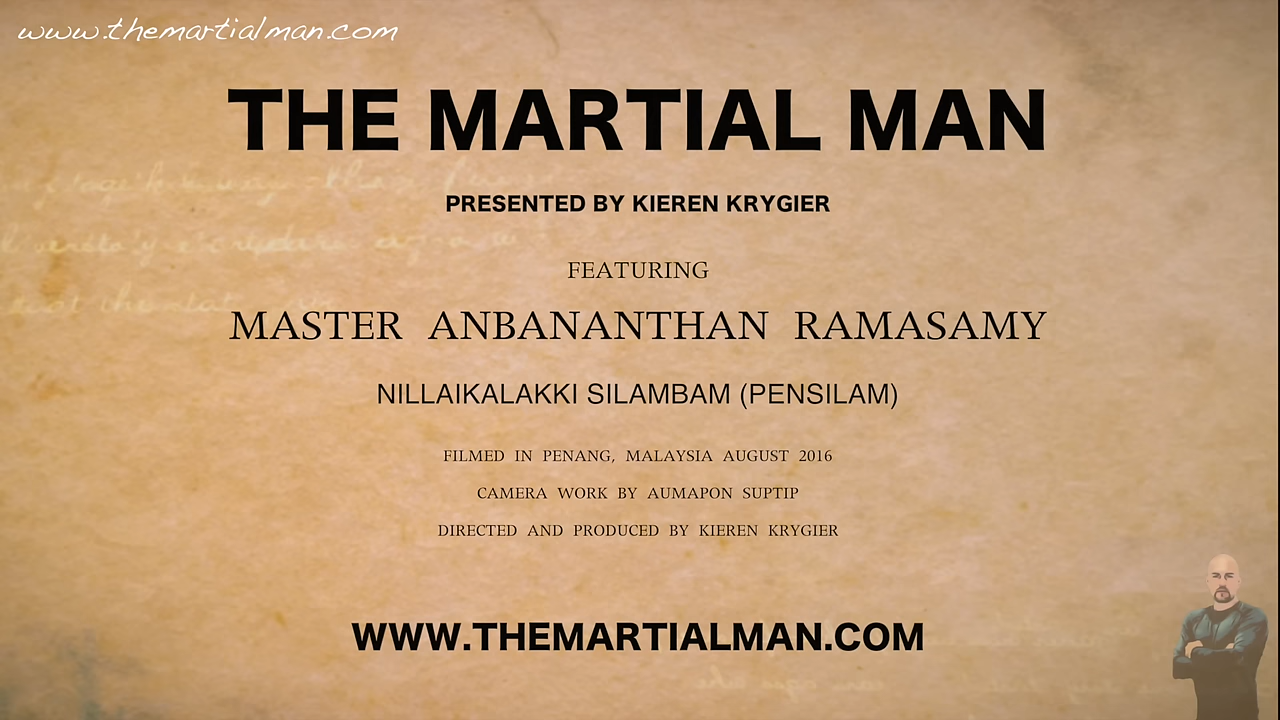 www.themartialman.com
THE MARTIAL MAN
PRESENTED BY KIEREN KRYGIER
FEATURING
MASTER ANBANANTHAN RAMASAMY
NILLAIKALAKKI SILAMBAM (PENSILAM)
FILMED IN PENANG, MALAYSIA AUGUST 2016
CAMERA WORK BY AUMAPON SUPTIP
DIRECTED AND PRODUCED BY KIEREN KRYGIER
WWW.THEMARTIALMAN.COM